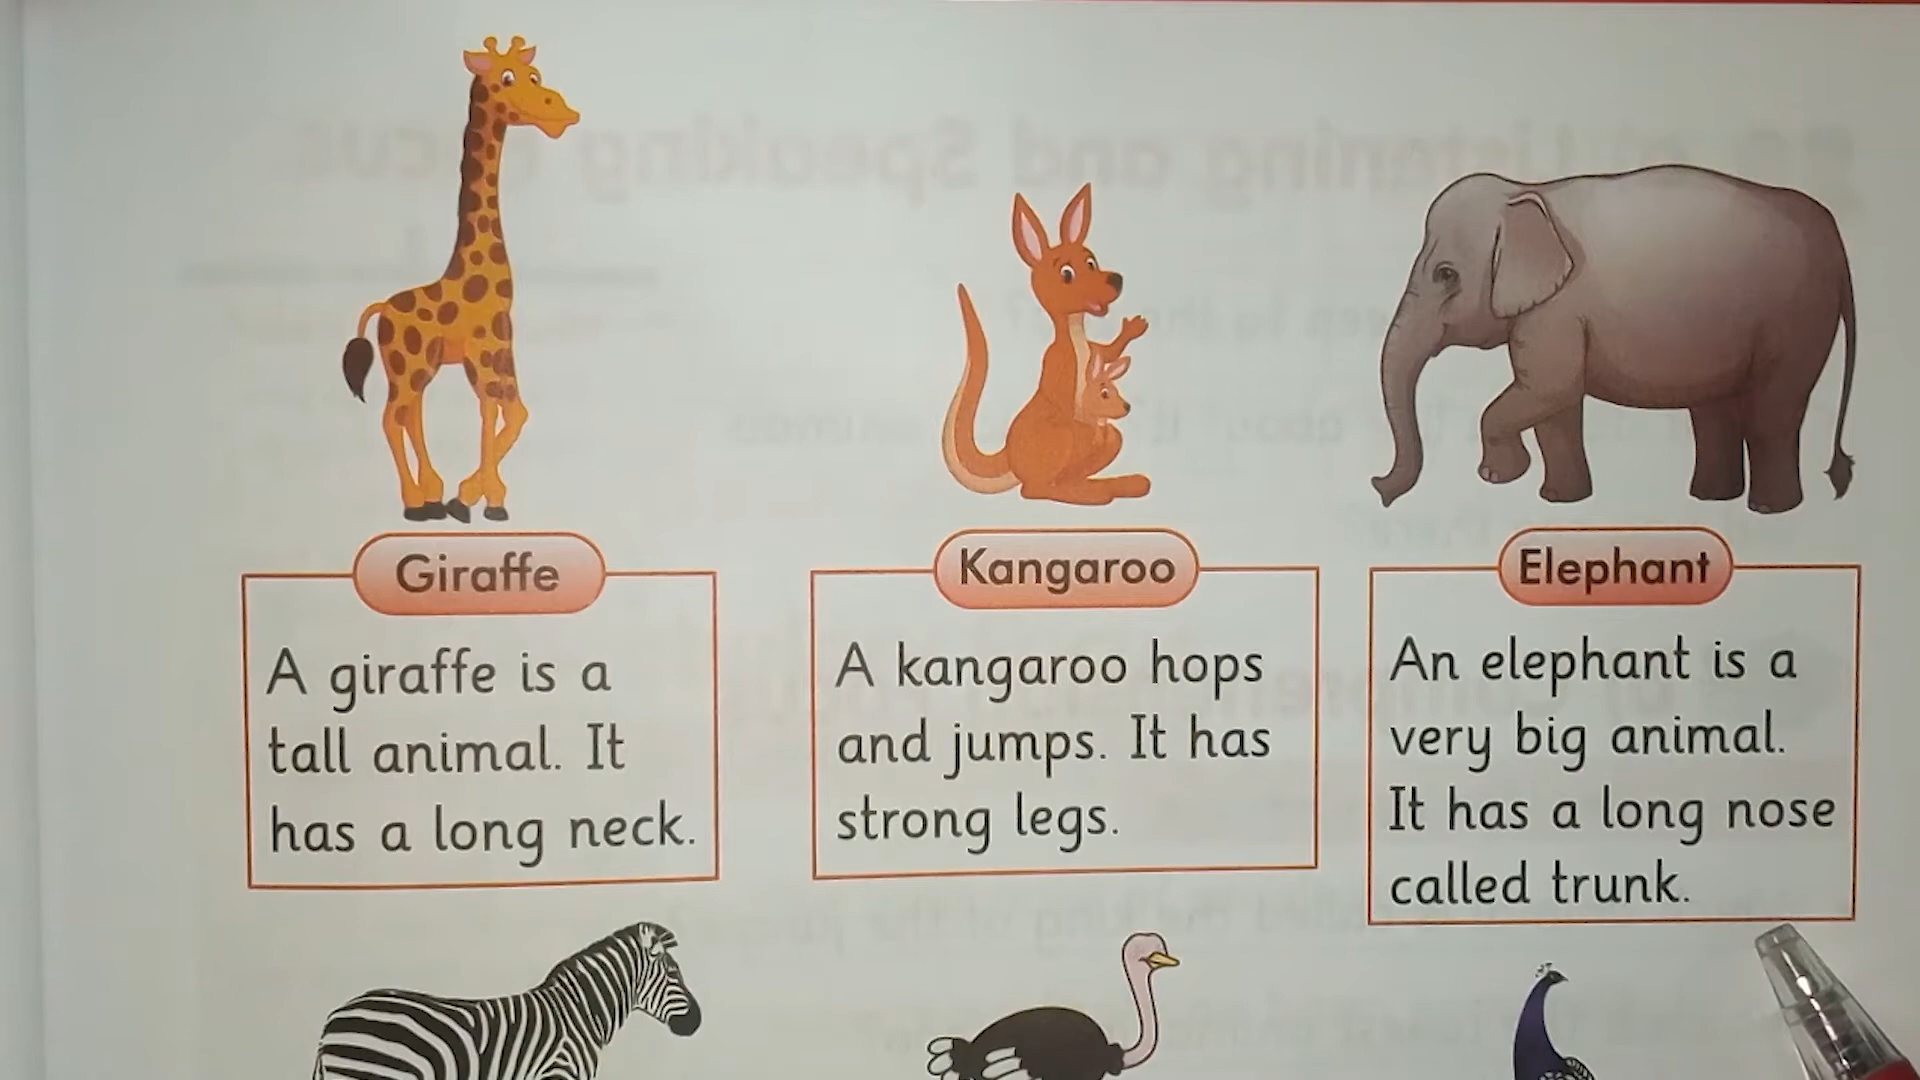 Giraffe
A giraffe is a
tall animal. It
has a long neck.
Kangaroo
A kangaroo hops
and jumps. It has
strong legs.
Elephant
An elephant is a
very big animal.
It has a long nose
called trunk.